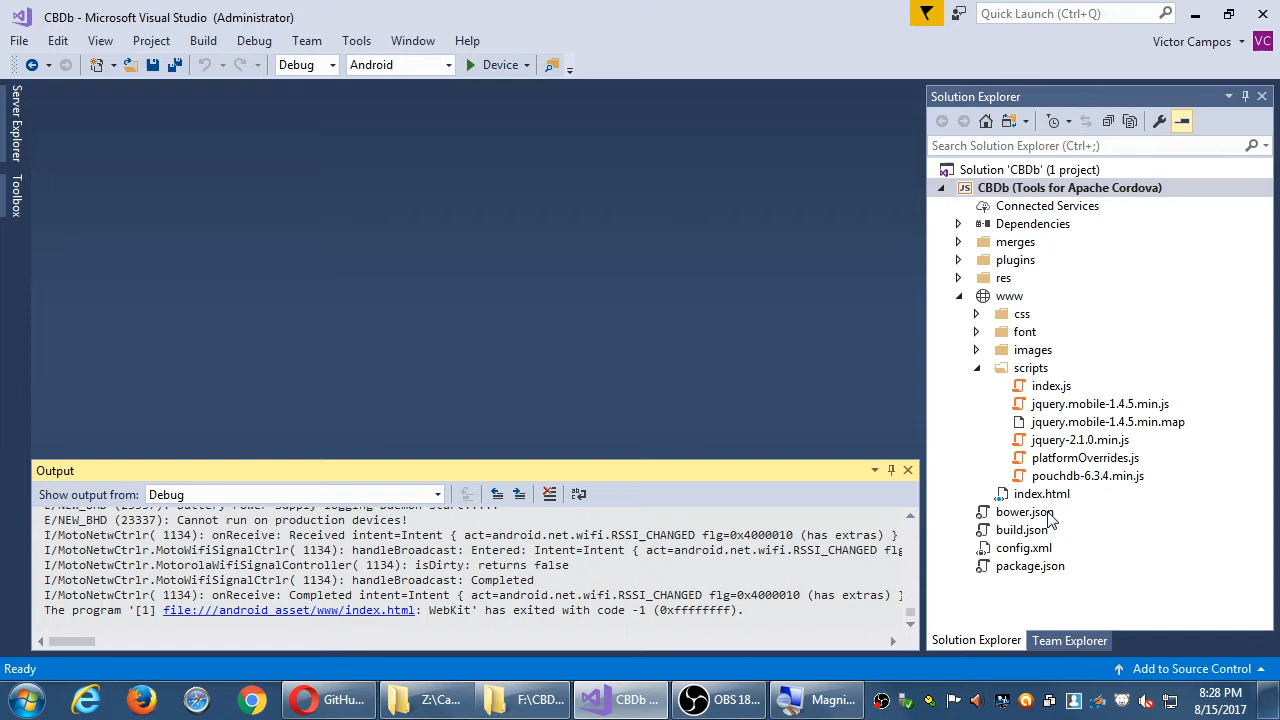 CBDb - Microsoft Visual Studio (Administrator)
Quick Launch (Ctrl+Q)
File Edit View Project Build Debug Team Tools Window Help
Victor Campos VC
Debug Android Device
Server Explorer
Toolbox
Solution Explorer
Search Solution Explorer (Ctrl+;)
Solution 'CBDb' (1 project)
JS CBDb (Tools for Apache Cordova)
Connected Services
Dependencies
merges
plugins
res
www
css
font
images
scripts
index.js
jquery.mobile-1.4.5.min.js
jquery.mobile-1.4.5.min.map
jquery-2.1.0.min.js
platformOverrides.js
pouchdb-6.3.4.min.js
index.html
bower.json
build.json
config.xml
package.json
Solution Explorer Team Explorer
Output
Show output from: Debug
E/NEW_BHD (23337): Cannot run on production devices!
I/MotoNetwCtrlr( 1134): onReceive: Received intent=Intent { act=android.net.wifi.RSSI_CHANGED flg=0x4000010 (has extras) }
I/MotoNetwCtrlr.MotoWifiSignalCtrlr( 1134): handleBroadcast: Entered: Intent=Intent { act=android.net.wifi.RSSI_CHANGED flg
I/MotoNetwCtrlr.MotorolaWifiSignalController( 1134): isDirty: returns false
I/MotoNetwCtrlr.MotoWifiSignalCtrlr( 1134): handleBroadcast: Completed
I/MotoNetwCtrlr( 1134): onReceive: Completed intent=Intent { act=android.net.wifi.RSSI_CHANGED flg=0x4000010 (has extras) }
The program '[1] file:///android_asset/www/index.html: WebKit' has exited with code -1 (0xffffffff).
Ready
Add to Source Control
GitHu... Z:\Ca... F:\CBD... CBDb ... OBS 18... Magni...
8:28 PM
8/15/2017